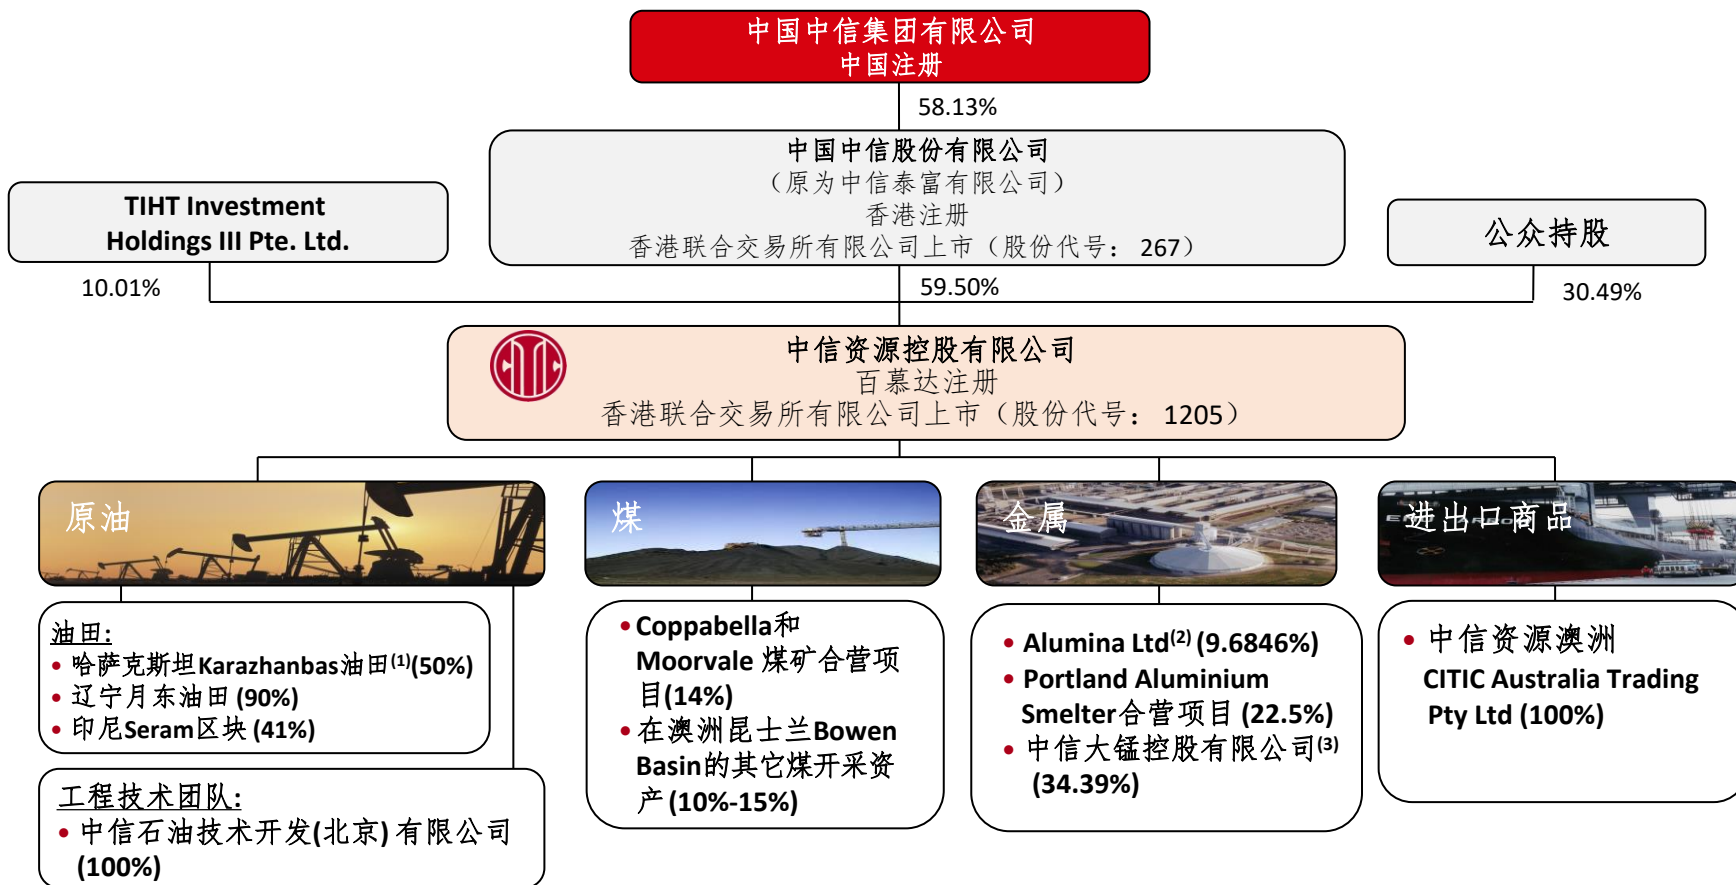 中国中信集团有限公司
中国注册
58.13%
中国中信股份有限公司
（原为中信泰富有限公司）
香港注册
香港联合交易所有限公司上市（股份代号： 267）
TIHT Investment
Holdings III Pte. Ltd.
公众持股
10.01%
59.50%
30.49%
CITIC
中信资源控股有限公司
百慕达注册
香港联合交易所有限公司上市（股份代号： 1205）
原油
煤
金属
进出口商品
油田:
• 哈萨克斯坦Karazhanbas油田(1)(50%)
• 辽宁月东油田 (90%)
• 印尼Seram区块 (41%)
工程技术团队:
• 中信石油技术开发(北京) 有限公司
(100%)
• Coppabella和
Moorvale 煤矿合营项
目(14%)
• 在澳洲昆士兰Bowen
Basin的其它煤开采资
产 (10%-15%)
• Alumina Ltd(2) (9.6846%)
• Portland Aluminium
Smelter合营项目 (22.5%)
• 中信大锰控股有限公司(3)
(34.39%)
• 中信资源澳洲
CITIC Australia Trading
Pty Ltd (100%)